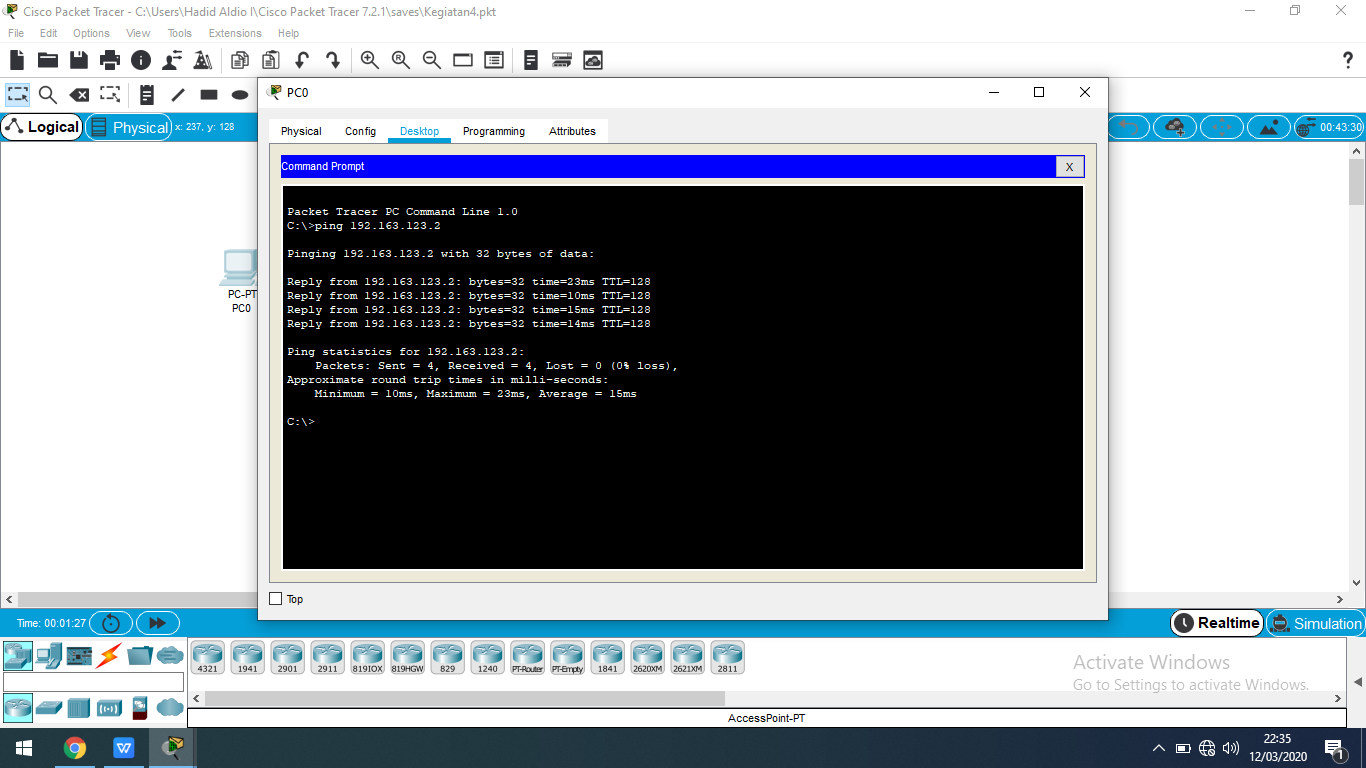 Cisco Packet Tracer - C:\Users\Hadid Aldio I\Cisco Packet Tracer 7.2.1\saves\Kegiatan4.pkt
File Edit Options View Tools Extensions Help
?
PC0
Logical
Physical
x: 237, y: 128
00:43:30
Physical Config Desktop Programming Attributes
Command Prompt
X
Packet Tracer PC Command Line 1.0
C:\>ping 192.163.123.2
Pinging 192.163.123.2 with 32 bytes of data:
Reply from 192.163.123.2: bytes=32 time=23ms TTL=128
Reply from 192.163.123.2: bytes=32 time=10ms TTL=128
Reply from 192.163.123.2: bytes=32 time=15ms TTL=128
Reply from 192.163.123.2: bytes=32 time=14ms TTL=128
Ping statistics for 192.163.123.2:
Packets: Sent = 4, Received = 4, Lost = 0 (0% loss),
Approximate round trip times in milli-seconds:
Minimum = 10ms, Maximum = 23ms, Average = 15ms
C:\>
PC-PT
PC0
Top
Time: 00:01:27
Realtime
Simulation
4321 1941 2901 2911 819IOX 819HGW 829 1240 PT-Router PT-Empty 1841 2620XM 2621XM 2811
Activate Windows
Go to Settings to activate Windows.
AccessPoint-PT
22:35
12/03/2020
1